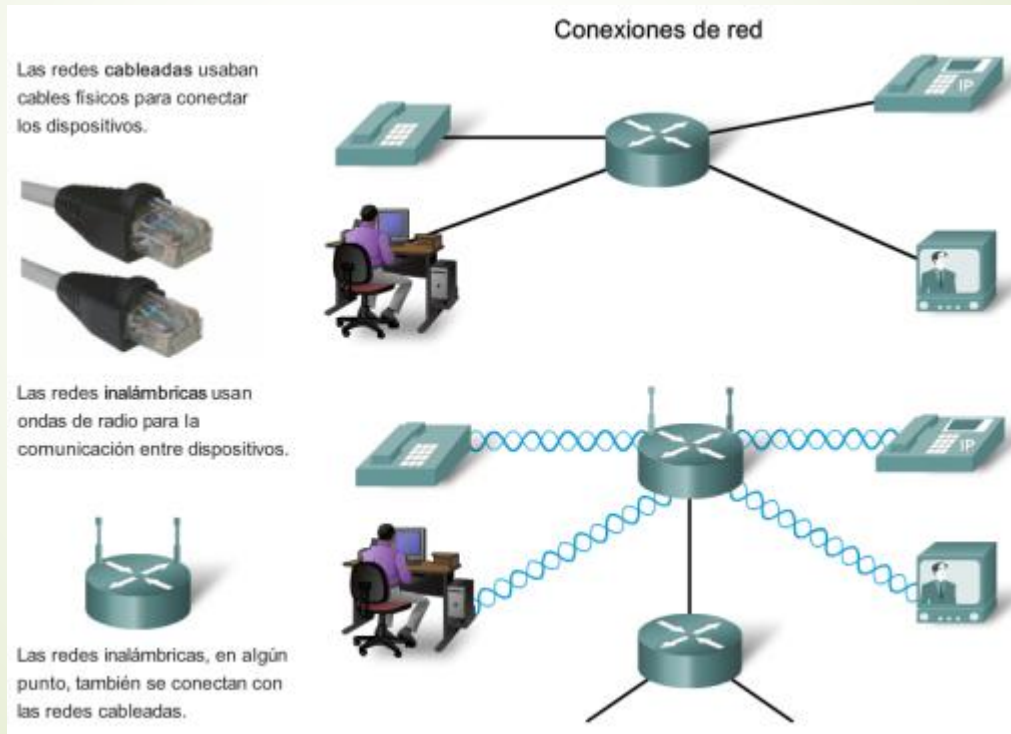 Conexiones de red
Las redes cableadas usaban
cables físicos para conectar
los dispositivos.
IP
Las redes inalámbricas usan
ondas de radio para la
comunicación entre dispositivos.
IP
Las redes inalámbricas, en algún
punto, también se conectan con
las redes cableadas.